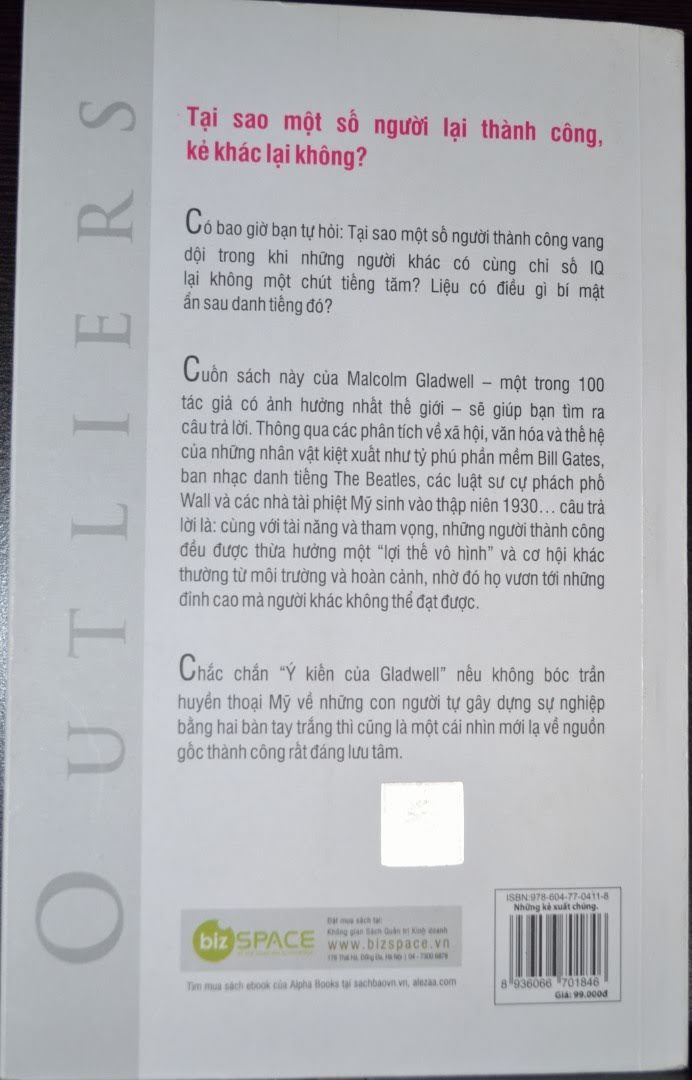 OUTLIERS
Tại sao một số người lại thành công,
kẻ khác lại không?
Có bao giờ bạn tự hỏi: Tại sao một số người thành công vang
dội trong khi những người khác có cùng chỉ số IQ
lại không một chút tiếng tăm? Liệu có điều gì bí mật
ẩn sau danh tiếng đó?
Cuốn sách này của Malcolm Gladwell – một trong 100
tác giả có ảnh hưởng nhất thế giới – sẽ giúp bạn tìm ra
câu trả lời. Thông qua các phân tích về xã hội, văn hóa và thế hệ
của những nhân vật kiệt xuất như tỷ phú phần mềm Bill Gates,
ban nhạc danh tiếng The Beatles, các luật sư cự phách phố
Wall và các nhà tài phiệt Mỹ sinh vào thập niên 1930... câu trả
lời là: cùng với tài năng và tham vọng, những người thành công
đều được thừa hưởng một “lợi thế vô hình” và cơ hội khác
thường từ môi trường và hoàn cảnh, nhờ đó họ vươn tới những
đỉnh cao mà người khác không thể đạt được.
Chắc chắn “Ý kiến của Gladwell” nếu không bóc trần
huyền thoại Mỹ về những con người tự gây dựng sự nghiệp
bằng hai bàn tay trắng thì cũng là một cái nhìn mới lạ về nguồn
gốc thành công rất đáng lưu tâm.
biz SPACE
Đặt mua sách tại:
Không gian Sách Quản trị Kinh doanh
www.bizspace.vn
176 Thái Hà, Đống Đa, Hà Nội | 04 - 7300 6878
Tìm mua sách ebook của Alpha Books tại sachbaovn.vn, alezaa.com
ISBN:978-604-77-0411-8
Những kẻ xuất chúng.
8 936066 701846
Giá: 99.000đ